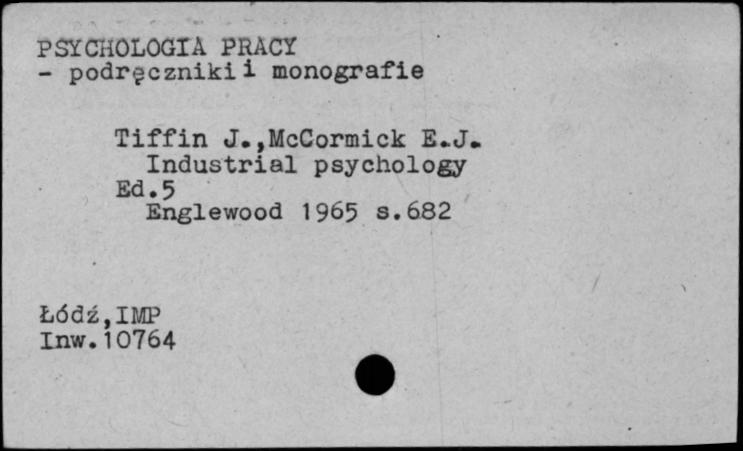 PSYCHOLOGIA PRACY
- podręczniki i monografie
Tiffin J.,McCormick E.J.
Industrial psychology
Ed.5
Englewood 1965 s.682
Łódź,IMP
Inw.10764